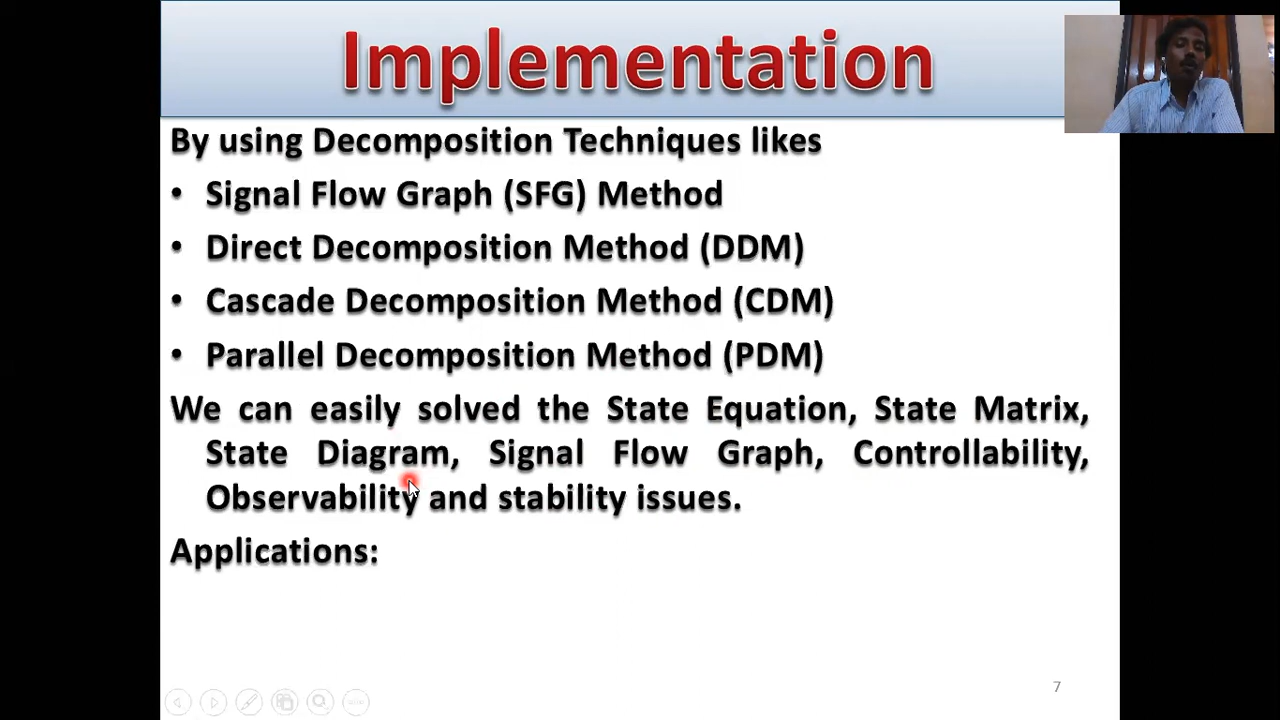 Implementation
By using Decomposition Techniques likes
• Signal Flow Graph (SFG) Method
• Direct Decomposition Method (DDM)
• Cascade Decomposition Method (CDM)
• Parallel Decomposition Method (PDM)
We can easily solved the State Equation, State Matrix,
State Diagram, Signal Flow Graph, Controllability,
Observability and stability issues.
Applications:
7